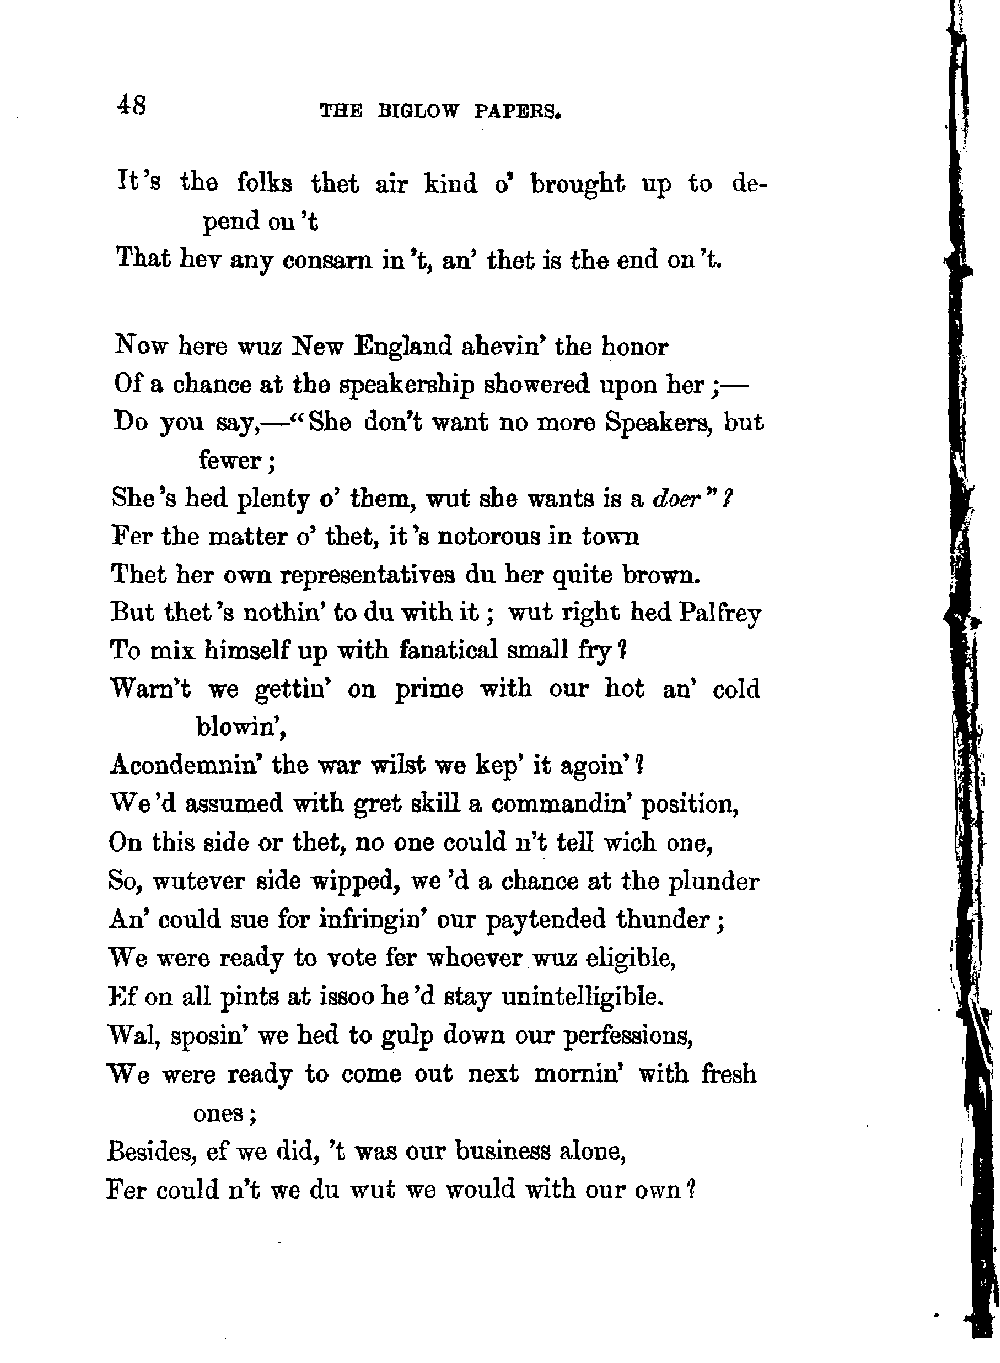 48 THE BIGLOW PAPERS.
It's the folks thet air kind o' brought up to de-
pend on 't
That hev any consarn in 't, an' thet is the end on 't.
Now here wuz New England ahevin' the honor
Of a chance at the speakership showered upon her ;—
Do you say,—“She don't want no more Speakers, but
fewer ;
She 's hed plenty o' them, wut she wants is a doer” ?
Fer the matter o' thet, it 's notorous in town
Thet her own representatives du her quite brown.
But thet 's nothin' to du with it ; wut right hed Palfrey
To mix himself up with fanatical small fry ?
Warn't we gettin' on prime with our hot an' cold
blowin',
Acondemnin' the war wilst we kep' it agoin' ?
We 'd assumed with gret skill a commandin' position,
On this side or thet, no one could n't tell wich one,
So, wutever side wipped, we 'd a chance at the plunder
An' could sue for infringin' our paytended thunder ;
We were ready to vote fer whoever wuz eligible,
Ef on all pints at issoo he 'd stay unintelligible.
Wal, sposin' we hed to gulp down our perfessions,
We were ready to come out next mornin' with fresh
ones ;
Besides, ef we did, 't was our business alone,
Fer could n't we du wut we would with our own ?